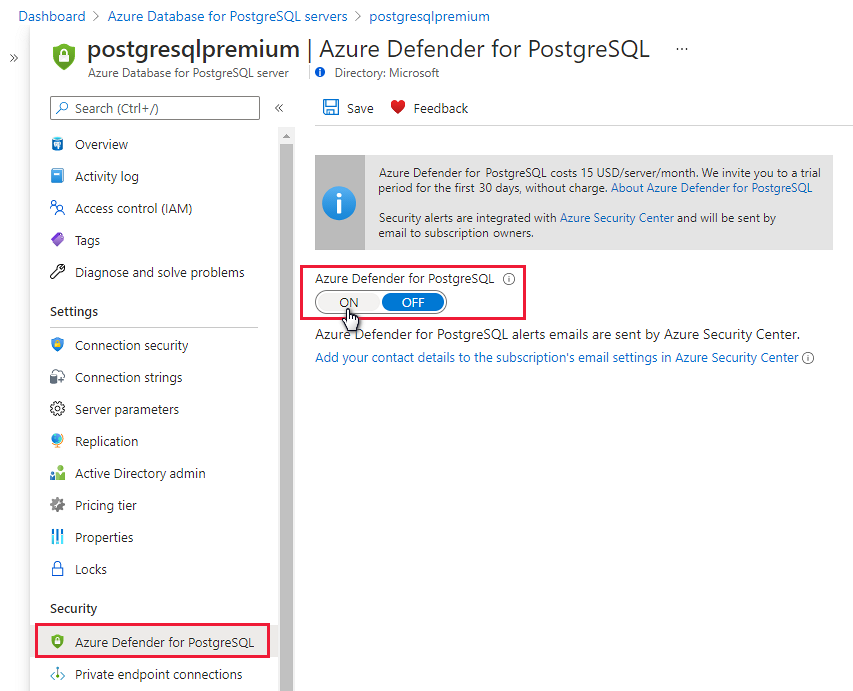 Dashboard > Azure Database for PostgreSQL servers > postgresqlpremium
»
postgresqlpremium | Azure Defender for PostgreSQL ...
Azure Database for PostgreSQL server
Directory: Microsoft
Search (Ctrl+/)
«
Overview
Activity log
Access control (IAM)
Tags
Diagnose and solve problems
Settings
Connection security
Connection strings
Server parameters
Replication
Active Directory admin
Pricing tier
Properties
Locks
Security
Azure Defender for PostgreSQL
Private endpoint connections
Save
Feedback
Azure Defender for PostgreSQL costs 15 USD/server/month. We invite you to a trial
period for the first 30 days, without charge. About Azure Defender for PostgreSQL
Security alerts are integrated with Azure Security Center and will be sent by
email to subscription owners.
Azure Defender for PostgreSQL
ON OFF
Azure Defender for PostgreSQL alerts emails are sent by Azure Security Center.
Add your contact details to the subscription's email settings in Azure Security Center